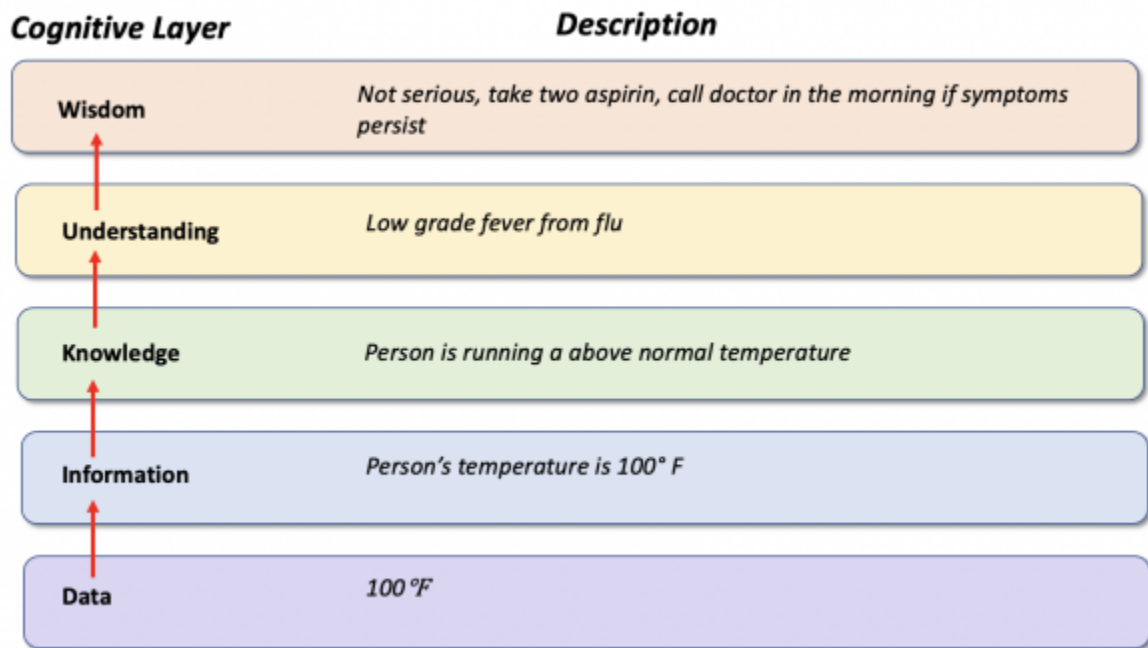 Cognitive Layer Description
Wisdom Not serious, take two aspirin, call doctor in the morning if symptoms
persist
Understanding Low grade fever from flu
Knowledge Person is running a above normal temperature
Information Person’s temperature is 100° F
Data 100℉